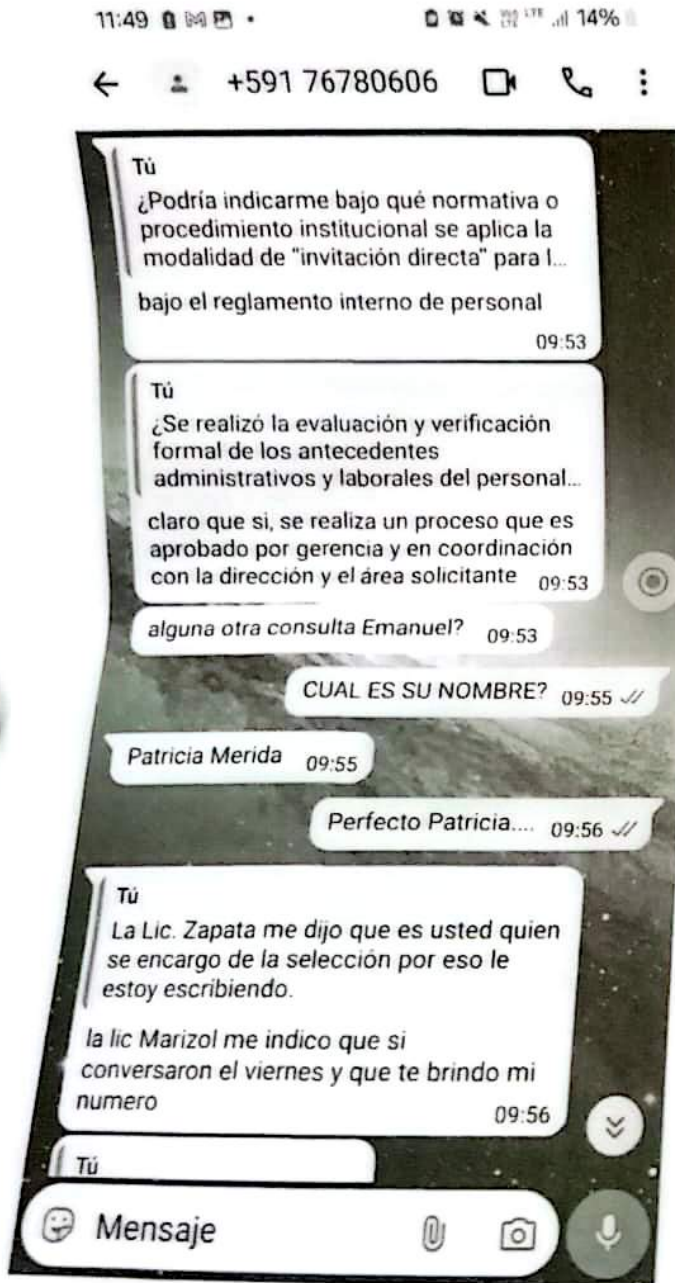 11:49
14%
+591 76780606
Tú
¿Podría indicarme bajo qué normativa o
procedimiento institucional se aplica la
modalidad de "invitación directa" para l...
bajo el reglamento interno de personal
09:53
Tú
¿Se realizó la evaluación y verificación
formal de los antecedentes
administrativos y laborales del personal...
claro que si, se realiza un proceso que es
aprobado por gerencia y en coordinación
con la dirección y el área solicitante 09:53
alguna otra consulta Emanuel? 09:53
CUAL ES SU NOMBRE? 09:55
Patricia Merida 09:55
Perfecto Patricia.... 09:56
Tú
La Lic. Zapata me dijo que es usted quien
se encargo de la selección por eso le
estoy escribiendo.
la lic Marizol me indico que si
conversaron el viernes y que te brindo mi
numero
09:56
Tú
Mensaje